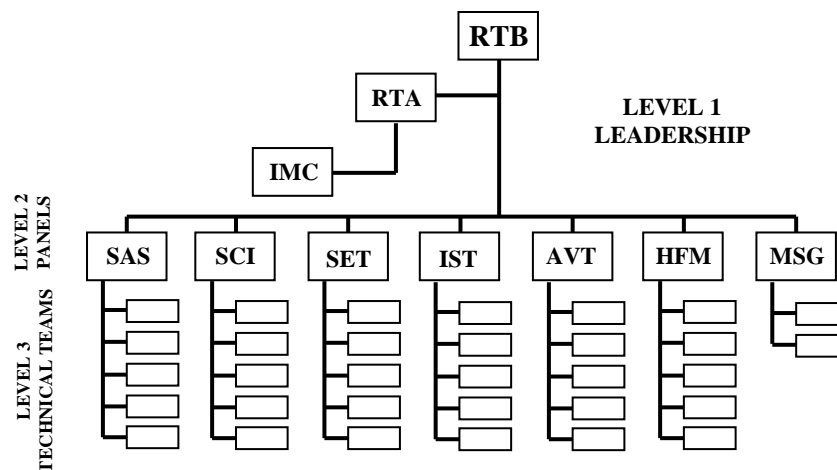 RTB
RTA
LEVEL 1
LEADERSHIP
IMC
LEVEL 2
PANELS
SAS SCI SET IST AVT HFM MSG
LEVEL 3
TECHNICAL TEAMS